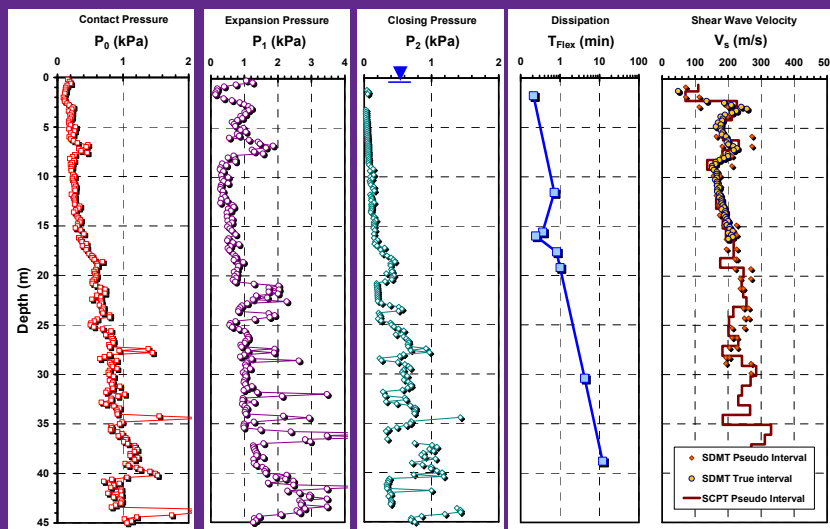 Contact Pressure
P0 (kPa)
0 1 2
Expansion Pressure
P1 (kPa)
0 1 2 3 4
Closing Pressure
P2 (kPa)
0 1 2
Dissipation
TFlex (min)
0 1 10 100
Shear Wave Velocity
Vs (m/s)
0 100 200 300 400 500
Depth (m)
0
5
10
15
20
25
30
35
40
45
SDMT Pseudo Interval
SDMT True interval
SCPT Pseudo Interval